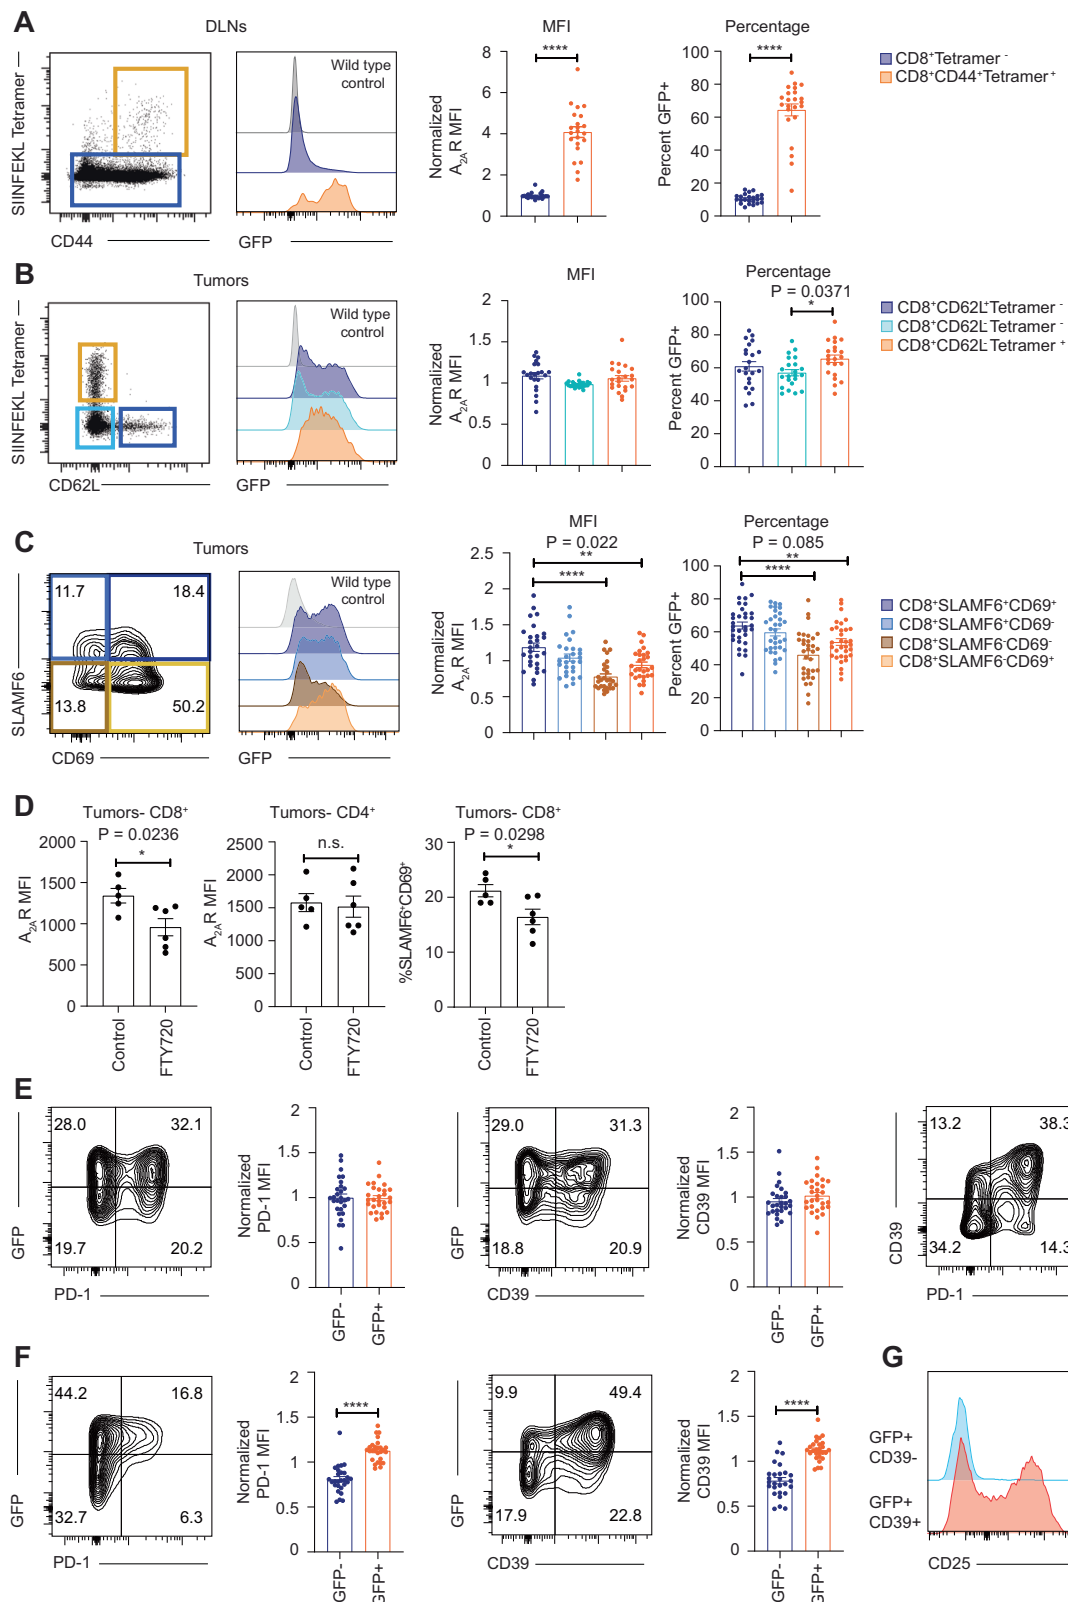 A
DLNs
MFI
Percentage
SIINFEKL Tetramer
CD44
Wild type
control
GFP
Normalized
A2AR MFI
8
6
4
2
0
****
Percent GFP+
100
80
60
40
20
0
****
CD8+Tetramer -
CD8+CD44+Tetramer +
B
Tumors
MFI
Percentage
P = 0.0371
SIINFEKL Tetramer
CD62L
Wild type
control
GFP
Normalized
A2AR MFI
2
1.5
1
0.5
0
Percent GFP+
100
80
60
40
20
0
*
CD8+CD62L+Tetramer -
CD8+CD62L-Tetramer -
CD8+CD62L-Tetramer +
C
Tumors
MFI
P = 0.022
Percentage
P = 0.085
SLAMF6
11.7
18.4
13.8
50.2
CD69
Wild type
control
GFP
Normalized
A2AR MFI
2.5
2
1.5
1
0.5
0
**
****
Percent GFP+
100
80
60
40
20
0
**
****
CD8+SLAMF6+CD69+
CD8+SLAMF6+CD69-
CD8+SLAMF6-CD69-
CD8+SLAMF6-CD69+
D
Tumors- CD8+
P = 0.0236
*
A2AR MFI
2000
1500
1000
500
0
Control
FTY720
Tumors- CD4+
n.s.
A2AR MFI
2500
2000
1500
1000
500
0
Control
FTY720
Tumors- CD8+
P = 0.0298
*
%SLAMF6+CD69+
30
20
10
0
Control
FTY720
E
GFP
28.0
32.1
19.7
20.2
PD-1
Normalized
PD-1 MFI
2
1.5
1
0.5
0
GFP-
GFP+
GFP
29.0
31.3
18.8
20.9
CD39
Normalized
CD39 MFI
2
1.5
1
0.5
0
GFP-
GFP+
CD39
13.2
38.3
34.2
14.3
PD-1
F
GFP
44.2
16.8
32.7
6.3
PD-1
Normalized
PD-1 MFI
2
1.5
1
0.5
0
****
GFP-
GFP+
GFP
9.9
49.4
17.9
22.8
CD39
Normalized
CD39 MFI
2
1.5
1
0.5
0
****
GFP-
GFP+
G
GFP+
CD39-
GFP+
CD39+
CD25